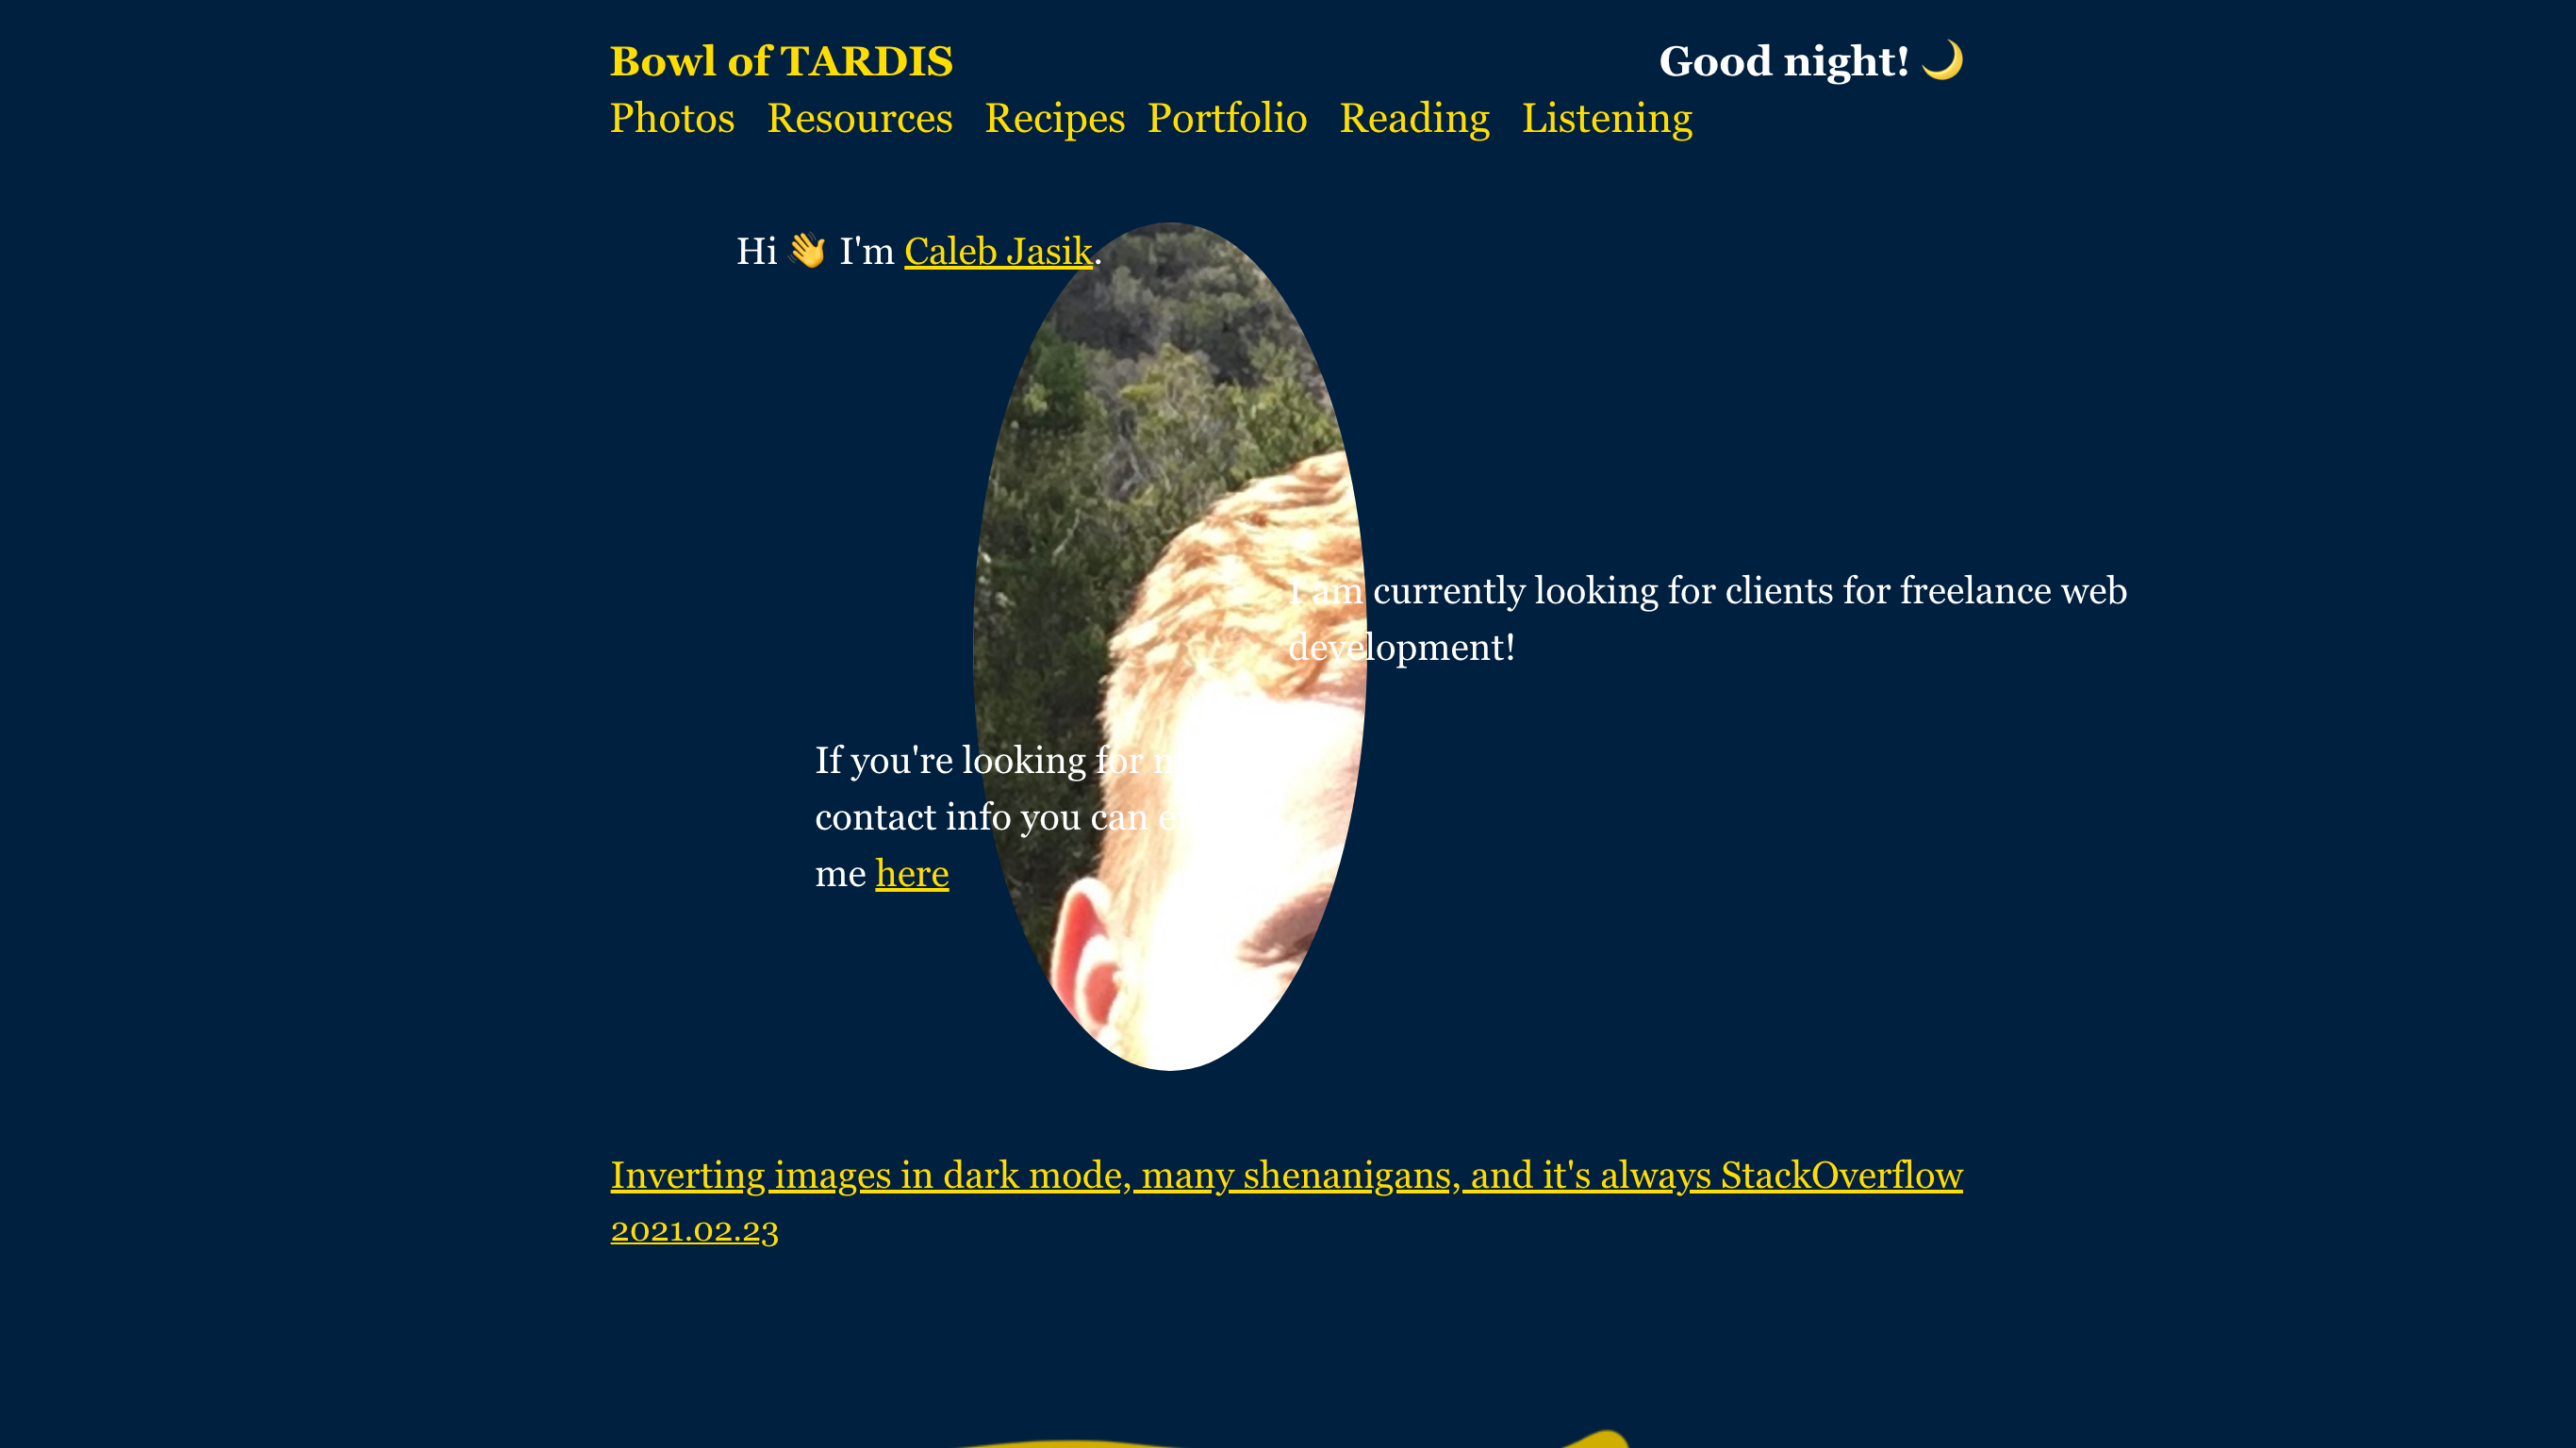 Bowl of TARDIS
Good night! 🌙
Photos Resources Recipes Portfolio Reading Listening
Hi 👋 I'm Caleb Jasik.
I am currently looking for clients for freelance web
development!
If you're looking for
contact info you can
me here
Inverting images in dark mode, many shenanigans, and it's always StackOverflow
2021.02.23